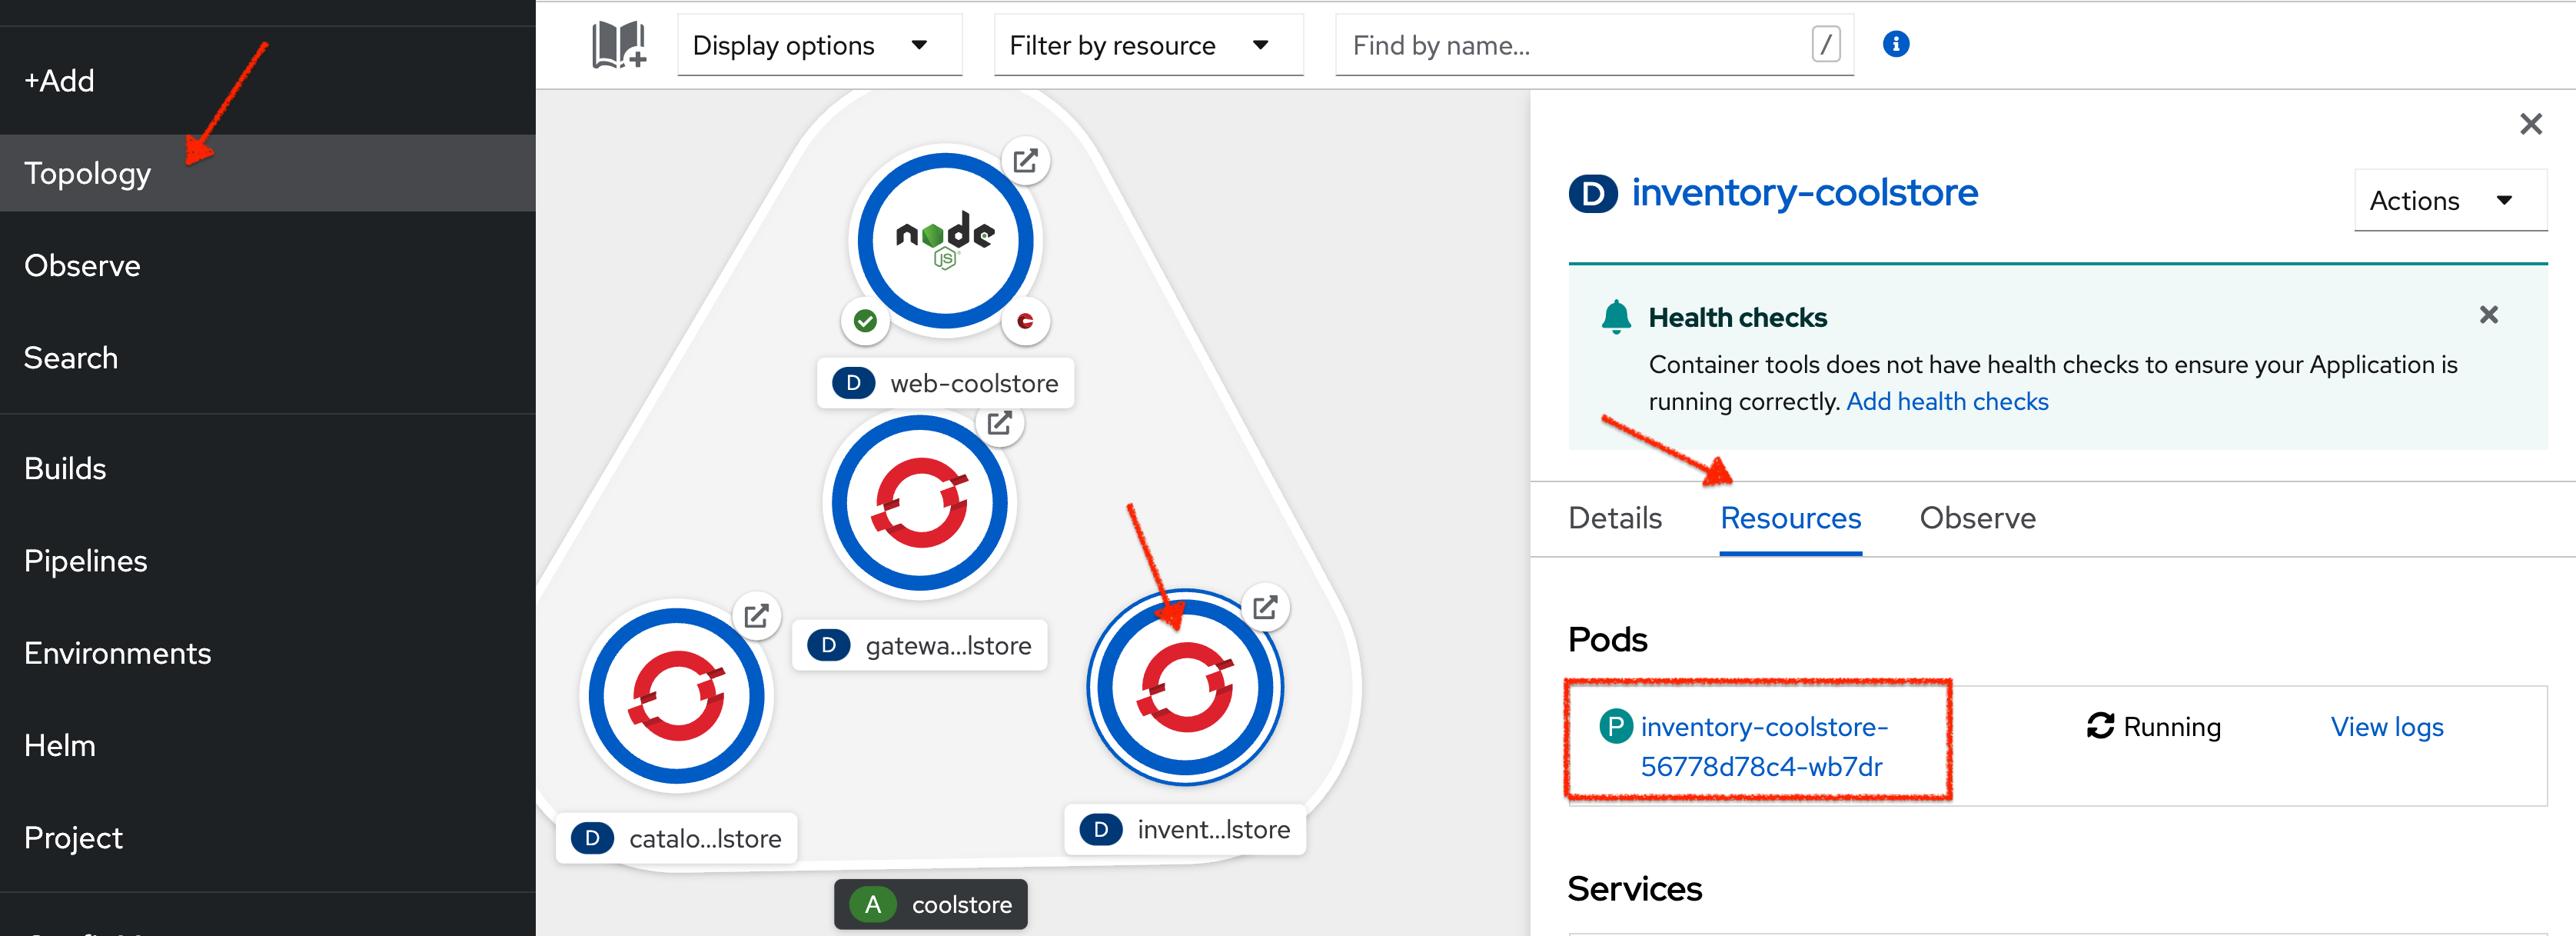 +Add
Topology
Observe
Search
Builds
Pipelines
Environments
Helm
Project
Display options
Filter by resource
Find by name...
/
i
node
JS
D web-coolstore
D gatewa...lstore
D catalo...lstore
D invent...lstore
A coolstore
D inventory-coolstore
Actions
Health checks
Container tools does not have health checks to ensure your Application is
running correctly. Add health checks
Details Resources Observe
Pods
P inventory-coolstore-
56778d78c4-wb7dr
Running
View logs
Services